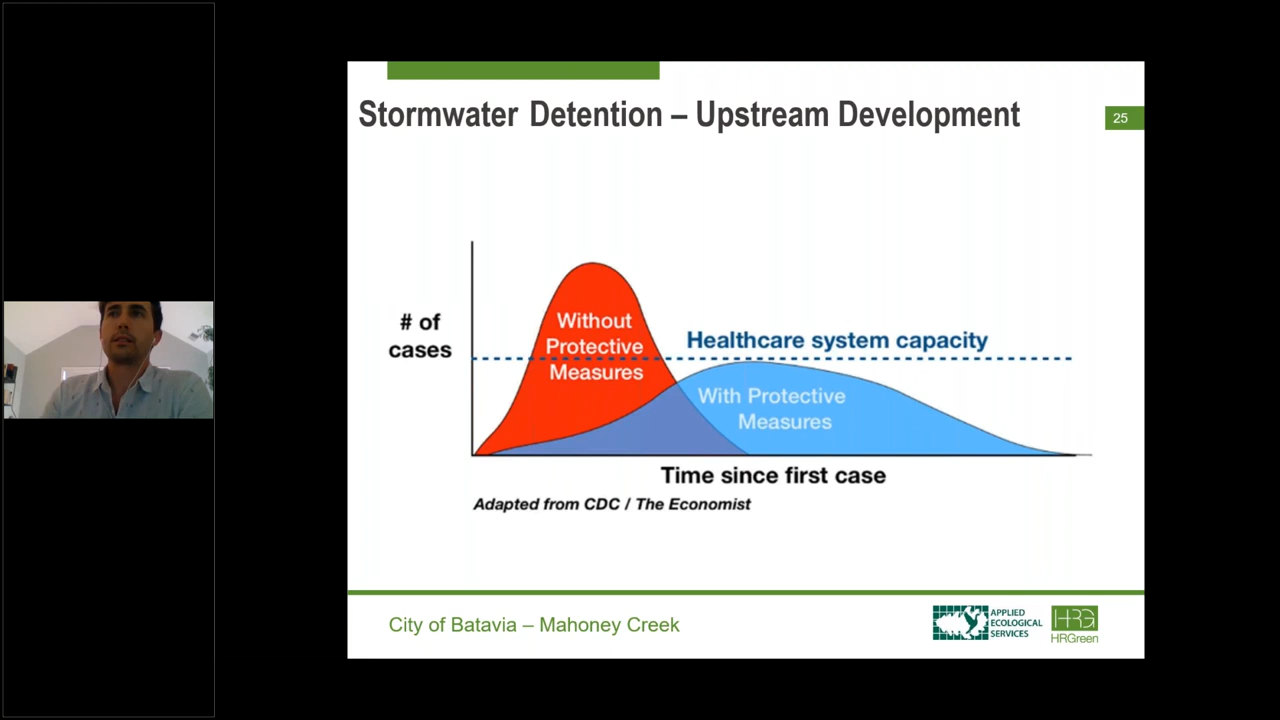 Stormwater Detention – Upstream Development
25
# of
cases
Without
Protective
Measures
Healthcare system capacity
With Protective
Measures
Time since first case
Adapted from CDC / The Economist
City of Batavia – Mahoney Creek
APPLIED
ECOLOGICAL
SERVICES
HRG
HRGreen